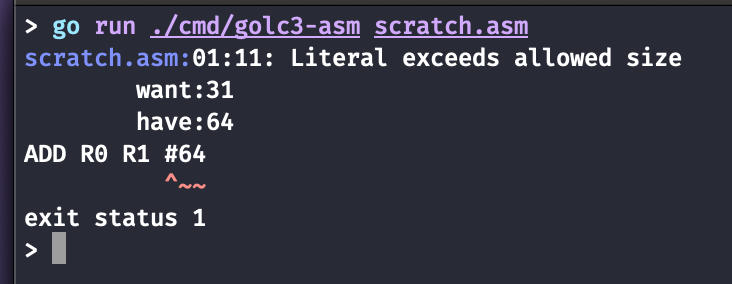 > go run ./cmd/golc3-asm scratch.asm
scratch.asm:01:11: Literal exceeds allowed size
        want:31
        have:64
ADD R0 R1 #64
          ^~~
exit status 1
>